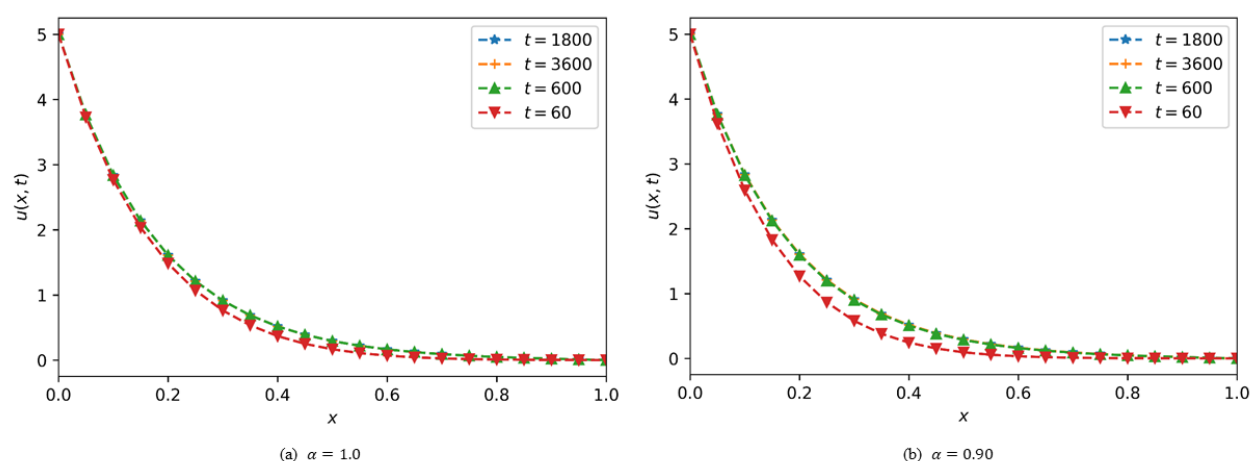 5
4
3
2
1
0
u(x, t)
0.0 0.2 0.4 0.6 0.8 1.0
x
t = 1800
t = 3600
t = 600
t = 60
(a) α = 1.0
5
4
3
2
1
0
u(x, t)
0.0 0.2 0.4 0.6 0.8 1.0
x
t = 1800
t = 3600
t = 600
t = 60
(b) α = 0.90